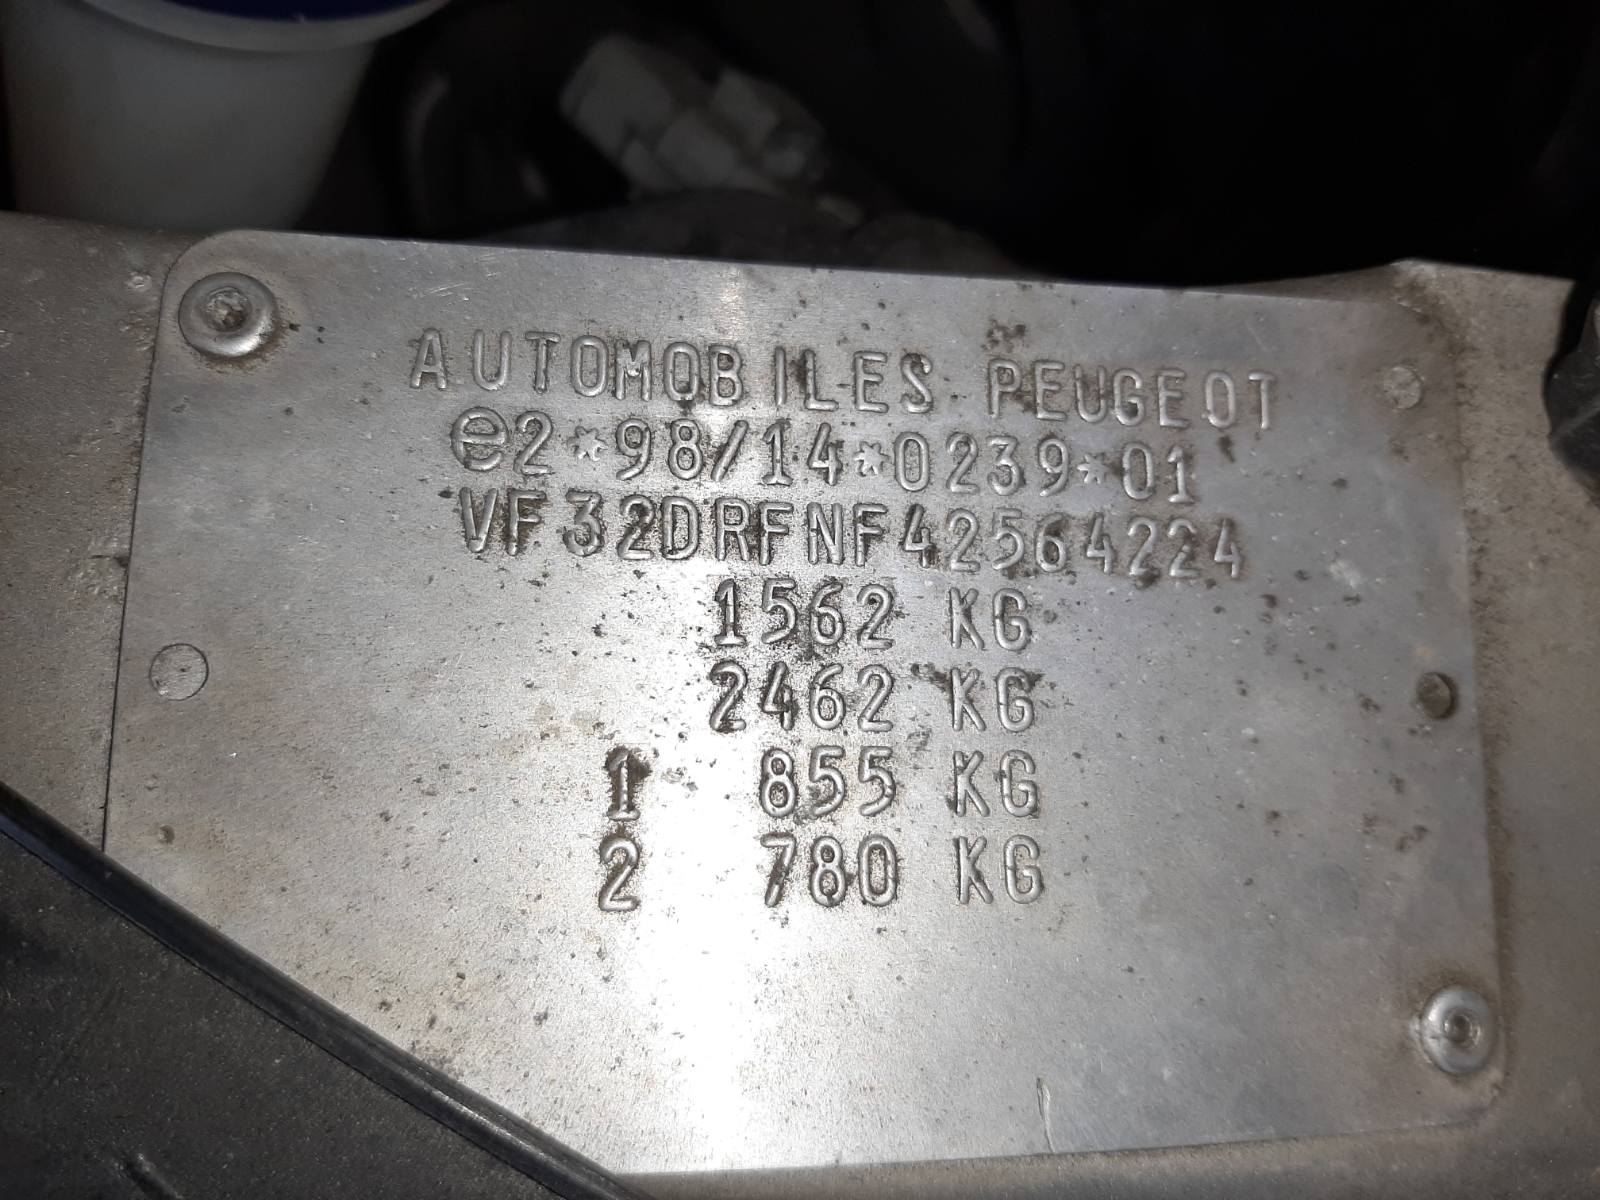 AUTOMOBILES PEUGEOT
e2*98/14*0239*01
VF32DRFNF42564224
1562 KG
2462 KG
1 855 KG
2 780 KG